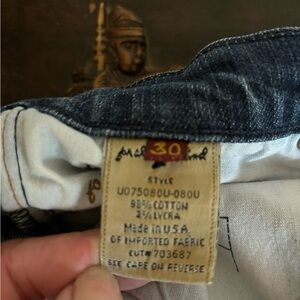 30
STYLE
U075080U-080U
98% COTTON
2% LYCRA
MADE IN U.S.A.
OF IMPORTED FABRIC
CUT#703687
SEE CARE ON REVERSE